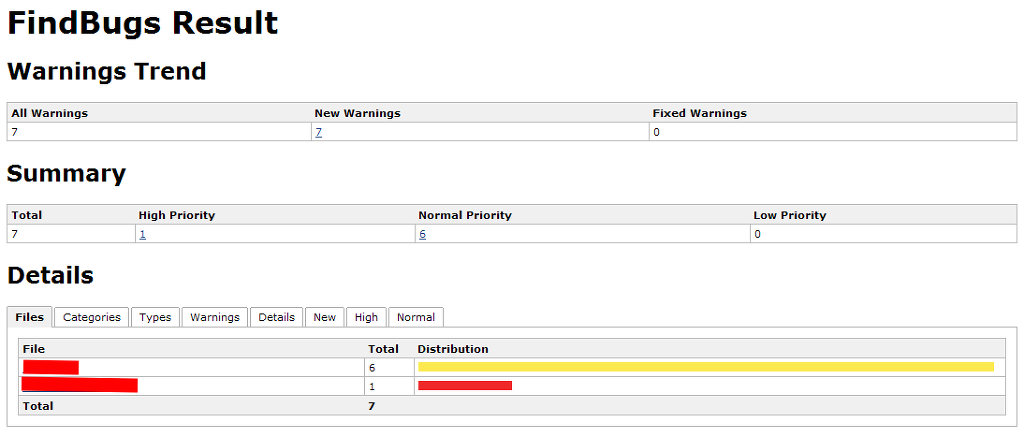 FindBugs Result
Warnings Trend
All Warnings New Warnings Fixed Warnings
7 7 0
Summary
Total High Priority Normal Priority Low Priority
7 1 6 0
Details
Files Categories Types Warnings Details New High Normal
File Total Distribution
6
1
Total 7